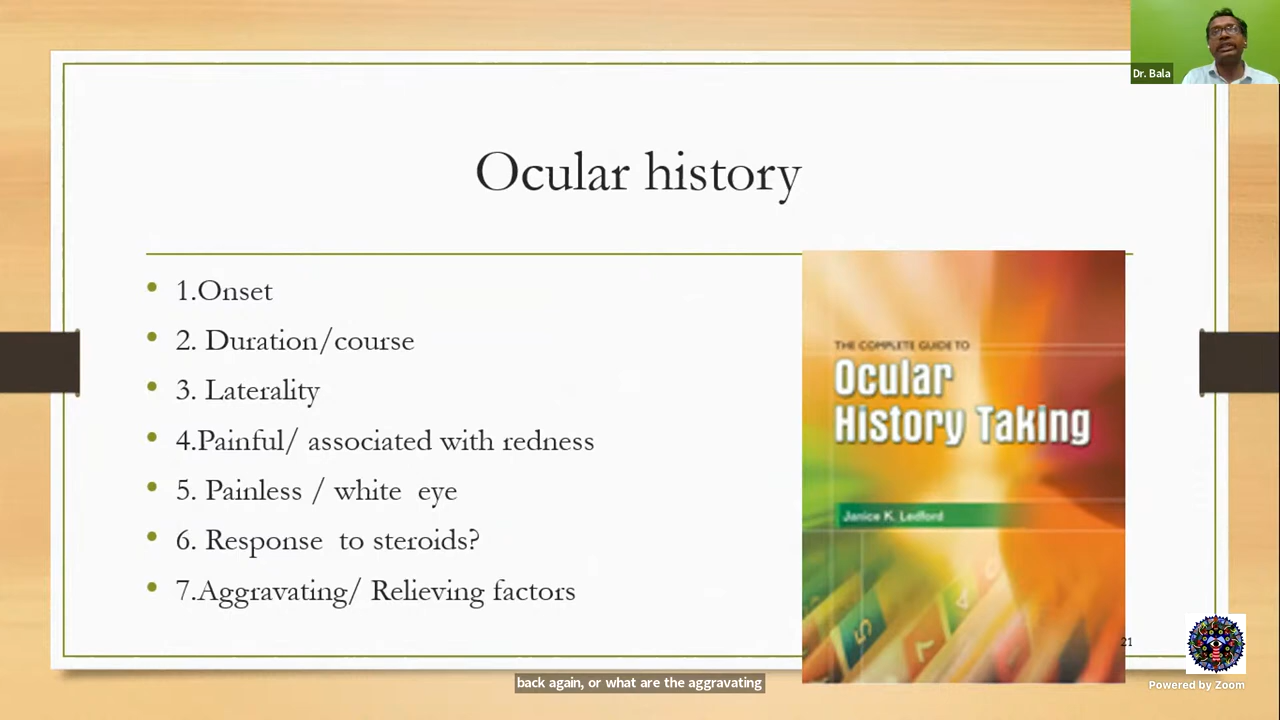 Dr. Bala
Ocular history
1.Onset
2. Duration/course
3. Laterality
4.Painful/ associated with redness
5. Painless / white eye
6. Response to steroids?
7.Aggravating/ Relieving factors
THE COMPLETE GUIDE TO
Ocular
History Taking
Janice K. Ledford
21
back again, or what are the aggravating
Powered by Zoom